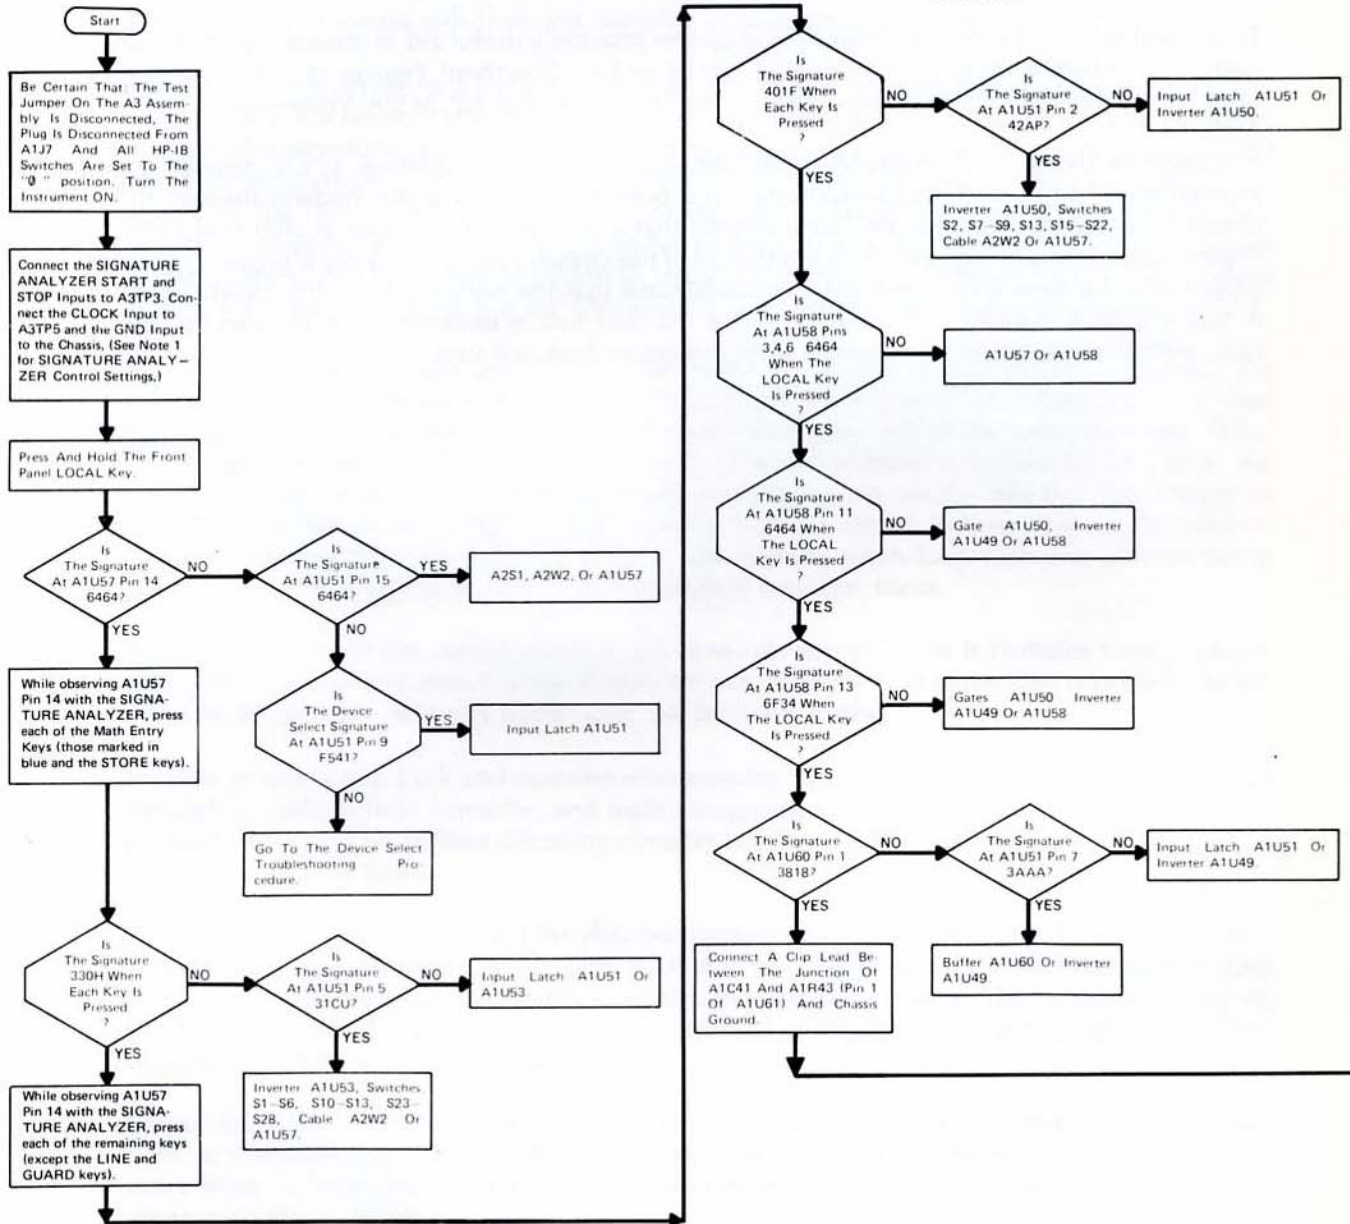 Start
Be Certain That: The Test
Jumper On The A3 Assem-
bly Is Disconnected, The
Plug Is Disconnected From
A1J7 And All HP-IB
Switches Are Set To The
"0" position, Turn The
Instrument ON.
Connect the SIGNATURE
ANALYZER START and
STOP Inputs to A3TP3. Con-
nect the CLOCK Input to
A3TP5 and the GND Input
to the Chassis, (See Note 1
for SIGNATURE ANALY-
ZER Control Settings.)
Press And Hold The Front
Panel LOCAL Key.
Is
The Signature
At A1U57 Pin 14
6464?
NO
YES
Is
The Signature
At A1U51 Pin 15
6464?
YES
NO
A2S1, A2W2, Or A1U57
Is
The Device
Select Signature
At A1U51 Pin 9
F541?
YES
NO
Input Latch A1U51
Go To The Device Select
Troubleshooting Pro-
cedure.
While observing A1U57
Pin 14 with the SIGNA-
TURE ANALYZER, press
each of the Math Entry
Keys (those marked in
blue and the STORE keys).
Is
The Signature
330H When
Each Key Is
Pressed
?
NO
YES
Is
The Signature
At A1U51 Pin 5
31CU?
NO
YES
Input Latch A1U51 Or
A1U53.
Inverter A1U53, Switches
S1-S6, S10-S13, S23-
S28, Cable A2W2 Or
A1U57.
While observing A1U57
Pin 14 with the SIGNA-
TURE ANALYZER, press
each of the remaining keys
(except the LINE and
GUARD keys).
Is
The Signature
401F When
Each Key Is
Pressed
?
NO
YES
Is
The Signature
At A1U51 Pin 2
42AP?
NO
YES
Input Latch A1U51 Or
Inverter A1U50.
Inverter A1U50, Switches
S2, S7-S9, S13, S15-S22,
Cable A2W2 Or A1U57.
Is
The Signature
At A1U58 Pins
3,4,6 6464
When The
LOCAL Key
Is Pressed
?
NO
YES
A1U57 Or A1U58
Is
The Signature
At A1U58 Pin 11
6464 When
The LOCAL
Key Is Pressed
?
NO
YES
Gate A1U50, Inverter
A1U49 Or A1U58
Is
The Signature
At A1U58 Pin 13
6F34 When
The LOCAL Key
Is Pressed
?
NO
YES
Gates A1U50 Inverter
A1U49 Or A1U58
Is
The Signature
At A1U60 Pin 1
3818?
NO
YES
Is
The Signature
At A1U51 Pin 7
3AAA?
NO
YES
Input Latch A1U51 Or
Inverter A1U49.
Buffer A1U60 Or Inverter
A1U49.
Connect A Clip Lead Be-
tween The Junction Of
A1C41 And A1R43 (Pin 1
Of A1U61) And Chassis
Ground.